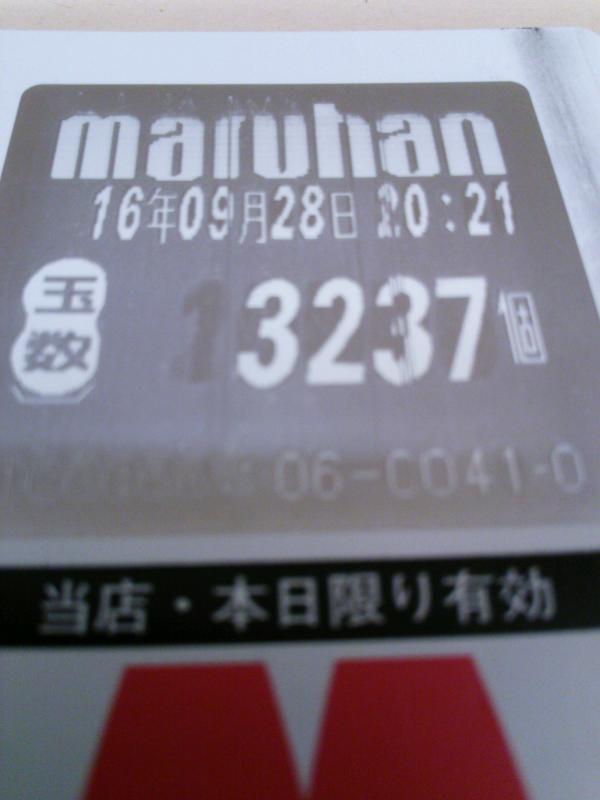 maruhan
16年09月28日 20:21
玉数 3237個
06-C041-0
当店・本日限り有効